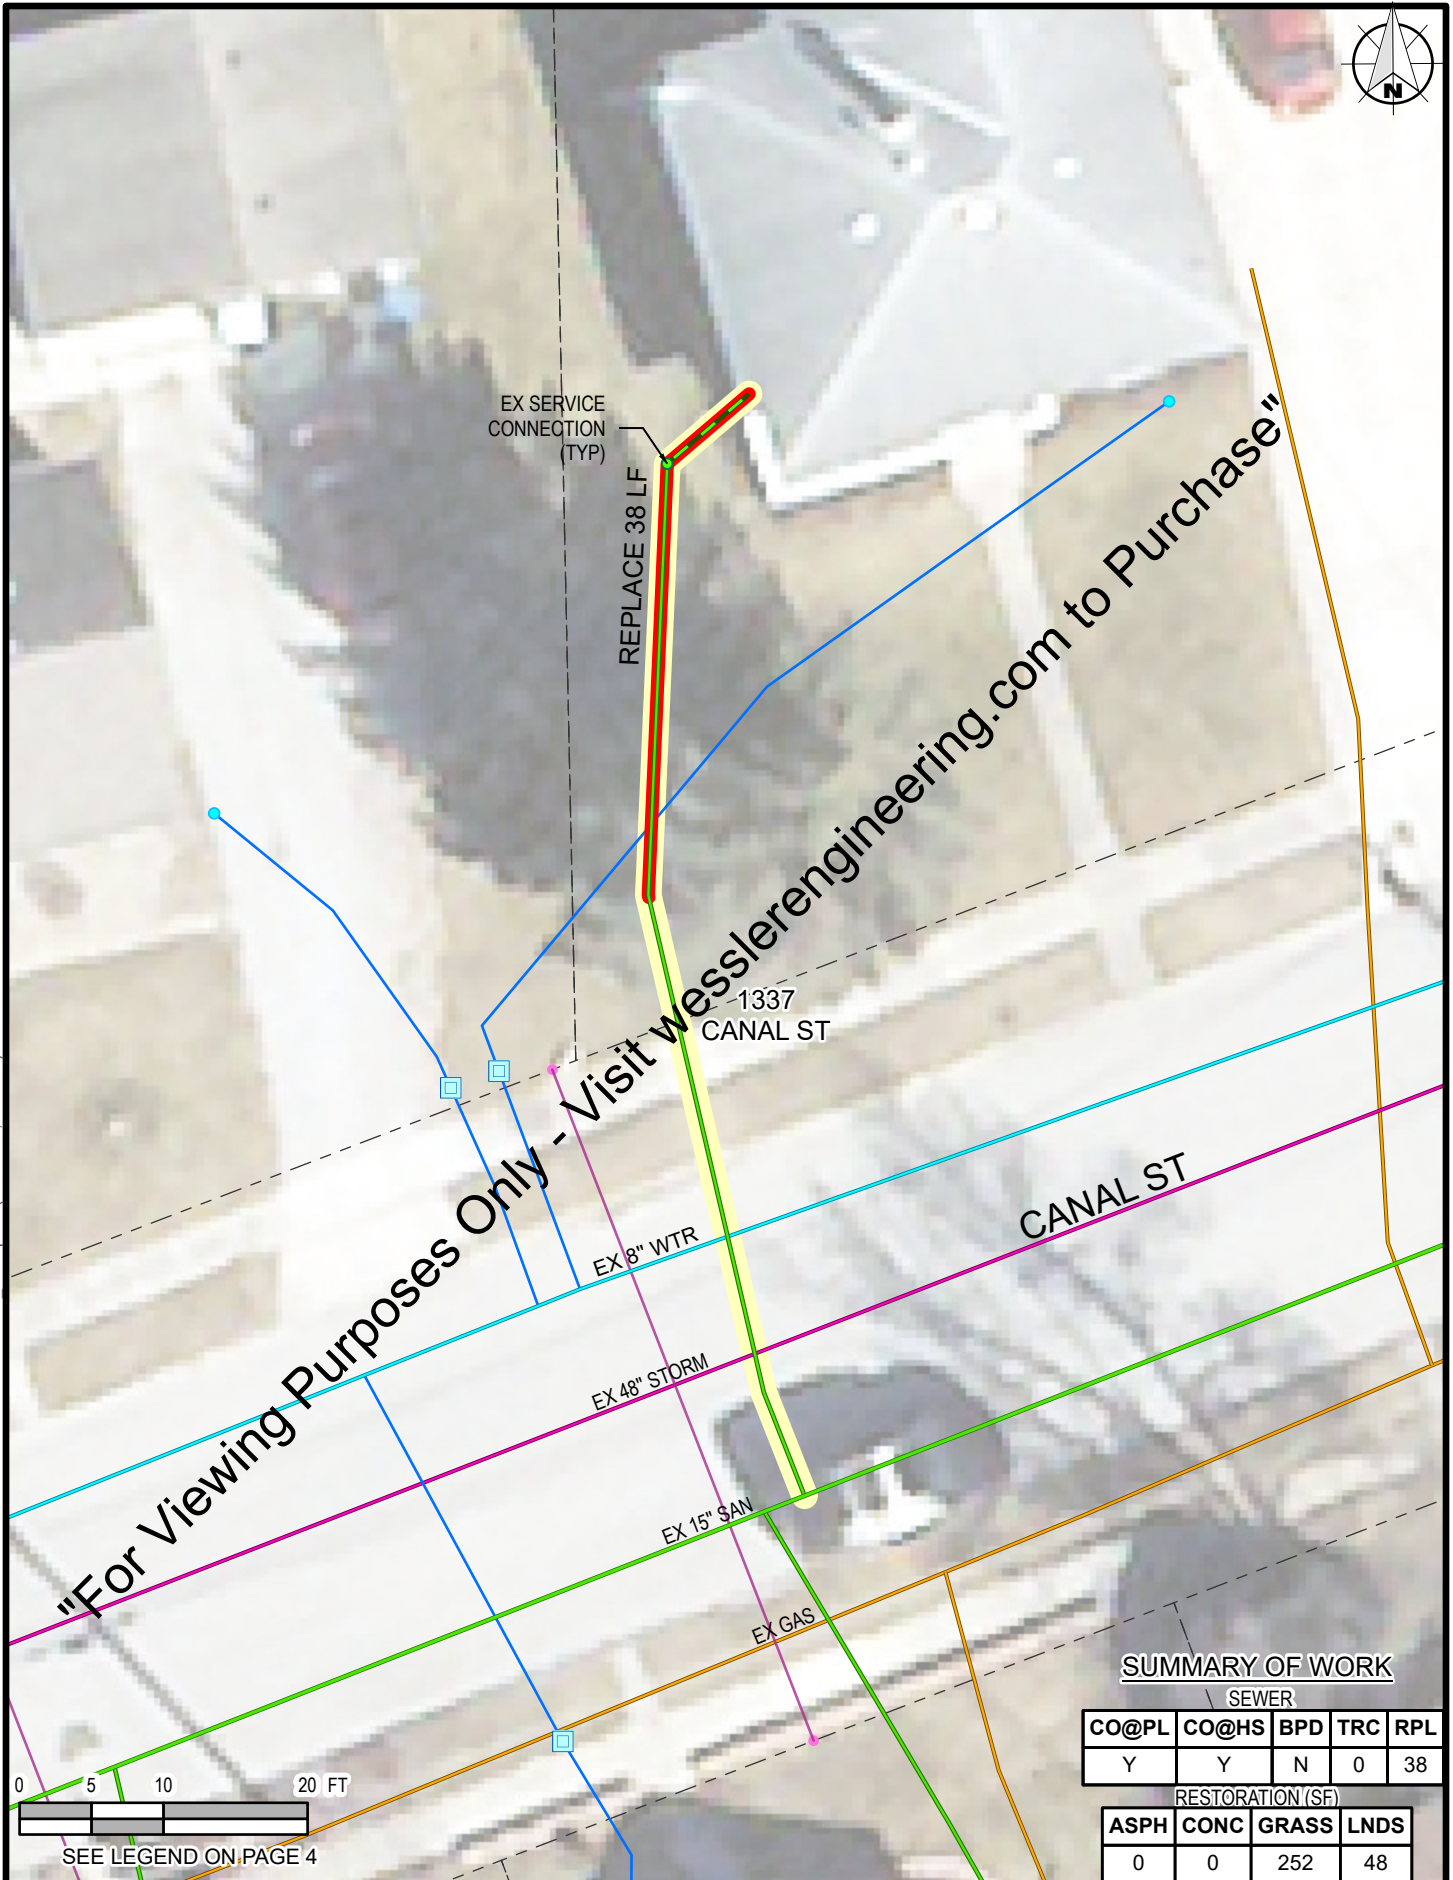 N
EX SERVICE
CONNECTION
(TYP)
REPLACE 38 LF
"For Viewing Purposes Only - Visit wesslerengineering.com to Purchase"
1337
CANAL ST
CANAL ST
EX 8" WTR
EX 48" STORM
EX 15" SAN
EX GAS
SUMMARY OF WORK
SEWER
CO@PL CO@HS BPD TRC RPL
Y Y N 0 38
RESTORATION (SF)
ASPH CONC GRASS LNDS
0 0 252 48
0 5 10 20 FT
SEE LEGEND ON PAGE 4